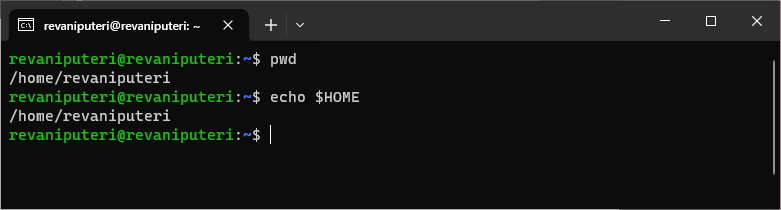 revaniputeri@revaniputeri: ~
revaniputeri@revaniputeri:~$ pwd
/home/revaniputeri
revaniputeri@revaniputeri:~$ echo $HOME
/home/revaniputeri
revaniputeri@revaniputeri:~$